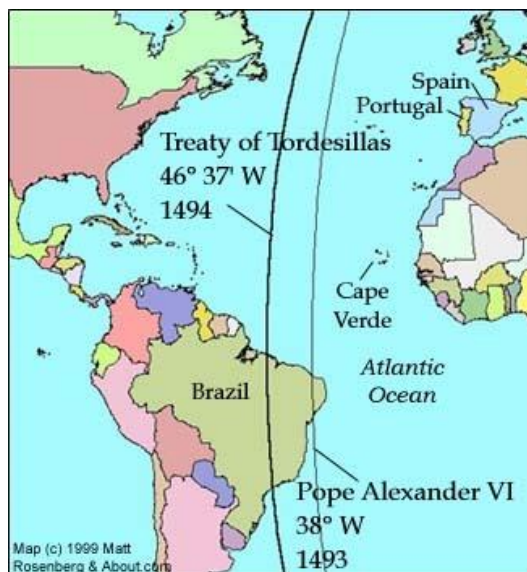 Spain
Portugal
Treaty of Tordesillas
46° 37' W
1494
Cape
Verde
Atlantic
Ocean
Brazil
Pope Alexander VI
38° W
1493
Map (c) 1999 Matt
Rosenberg & About.com